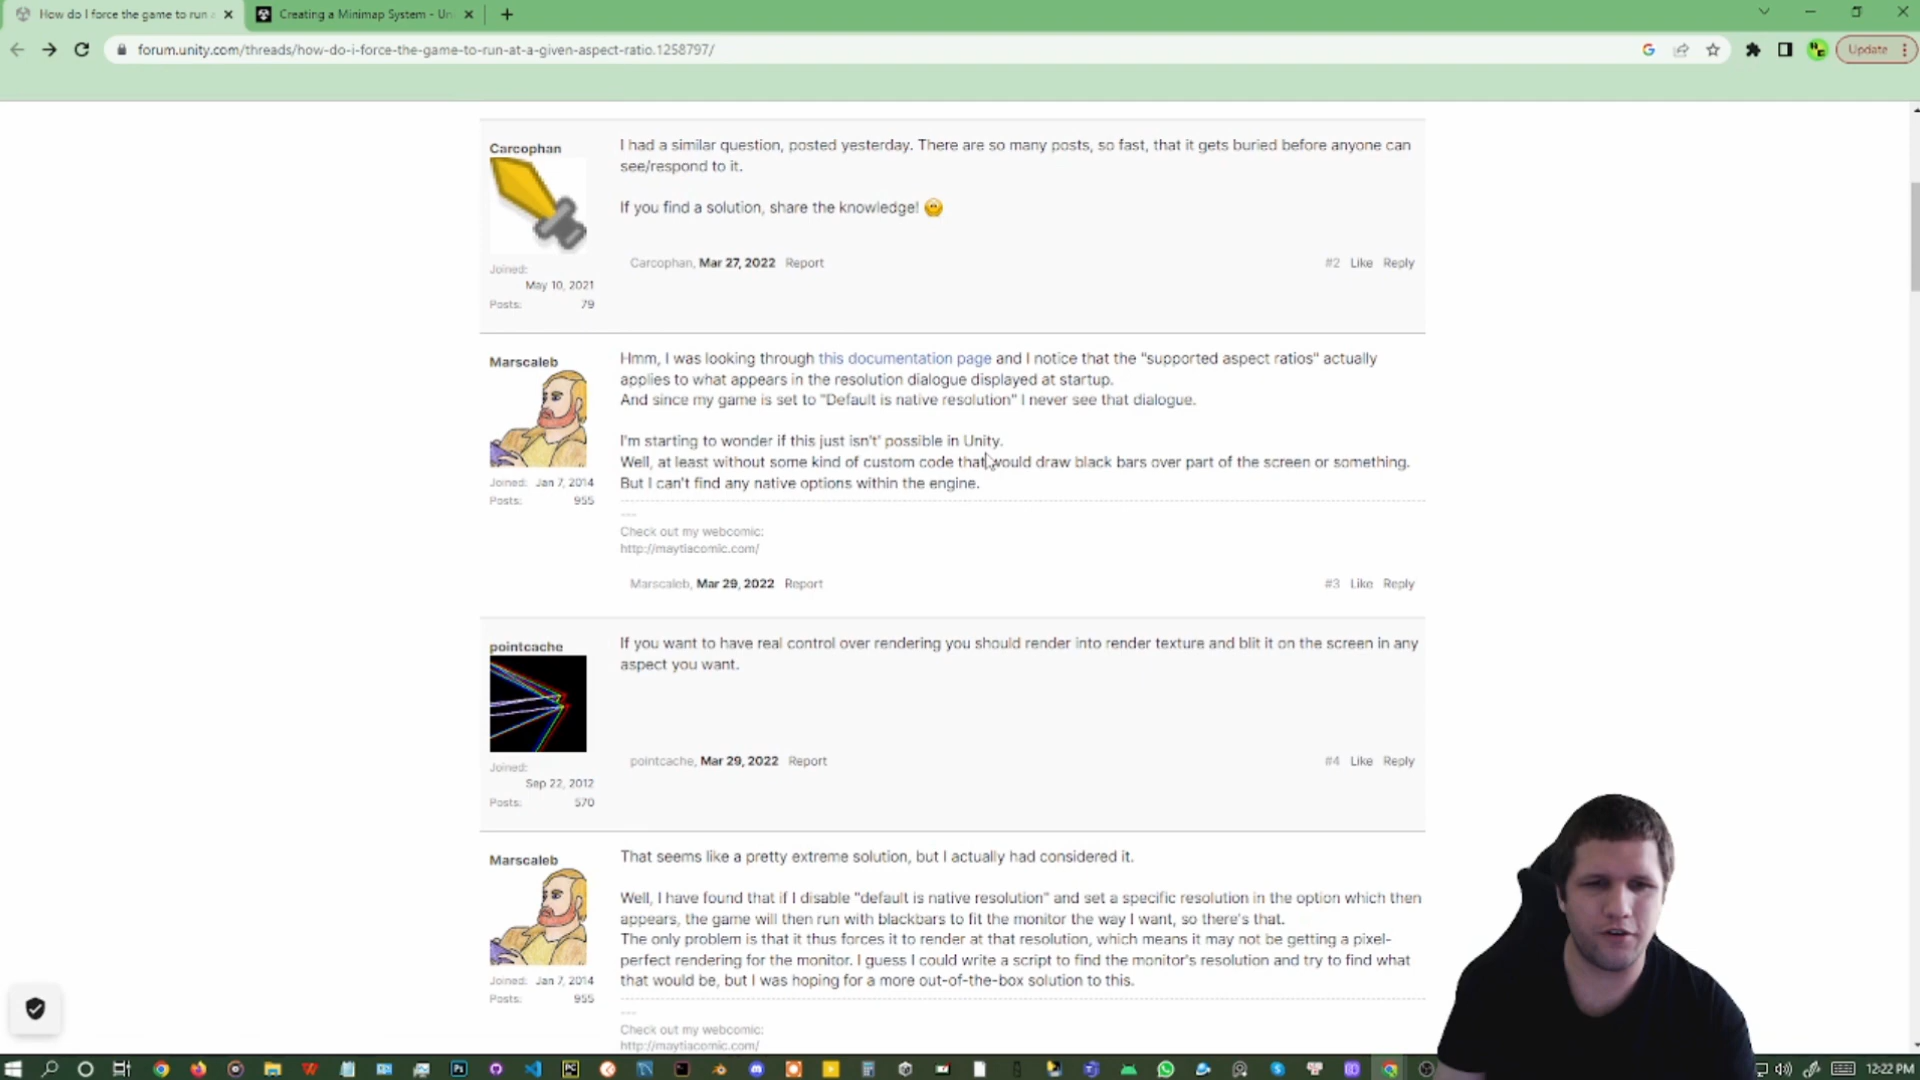 How do I force the game to run a
Creating a Minimap System - Un
forum.unity.com/threads/how-do-i-force-the-game-to-run-at-a-given-aspect-ratio.1258797/
Update
Carcophan
I had a similar question, posted yesterday. There are so many posts, so fast, that it gets buried before anyone can
see/respond to it.
If you find a solution, share the knowledge!
Joined:
May 10, 2021
Posts: 79
Carcophan, Mar 27, 2022 Report
#2 Like Reply
Marscaleb
Hmm, I was looking through this documentation page and I notice that the "supported aspect ratios" actually
applies to what appears in the resolution dialogue displayed at startup.
And since my game is set to "Default is native resolution" I never see that dialogue.
I'm starting to wonder if this just isn't' possible in Unity.
Well, at least without some kind of custom code that would draw black bars over part of the screen or something.
But I can't find any native options within the engine.
Joined: Jan 7, 2014
Posts: 955
---
Check out my webcomic:
http://maytiacomic.com/
Marscaleb, Mar 29, 2022 Report
#3 Like Reply
pointcache
If you want to have real control over rendering you should render into render texture and blit it on the screen in any
aspect you want.
Joined:
Sep 22, 2012
Posts: 570
pointcache, Mar 29, 2022 Report
#4 Like Reply
Marscaleb
That seems like a pretty extreme solution, but I actually had considered it.
Well, I have found that if I disable "default is native resolution" and set a specific resolution in the option which then
appears, the game will then run with blackbars to fit the monitor the way I want, so there's that.
The only problem is that it thus forces it to render at that resolution, which means it may not be getting a pixel-
perfect rendering for the monitor. I guess I could write a script to find the monitor's resolution and try to find what
that would be, but I was hoping for a more out-of-the-box solution to this.
Joined: Jan 7, 2014
Posts: 955
---
Check out my webcomic:
http://maytiacomic.com/
12:22 PM